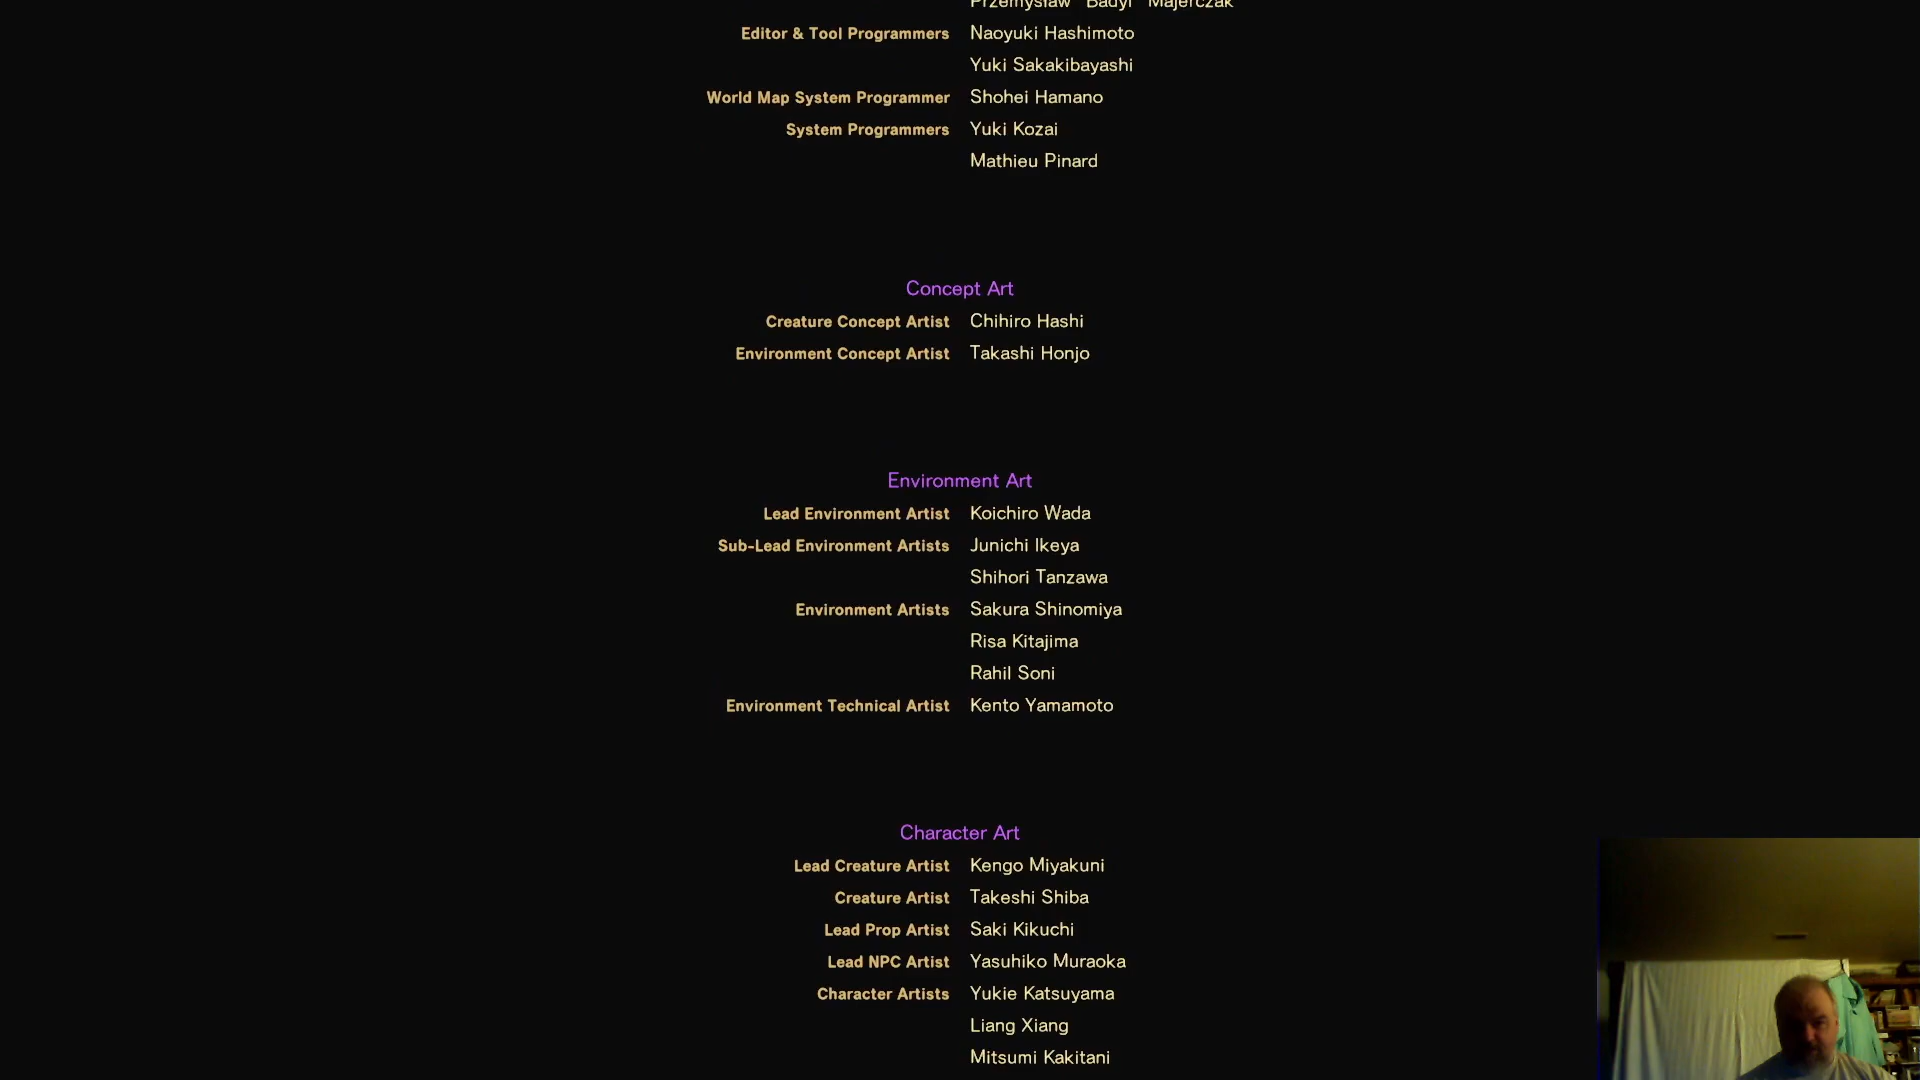 Przemysław "Badyl" Majerczak
Editor & Tool Programmers Naoyuki Hashimoto
Yuki Sakakibayashi
World Map System Programmer Shohei Hamano
System Programmers Yuki Kozai
Mathieu Pinard
Concept Art
Creature Concept Artist Chihiro Hashi
Environment Concept Artist Takashi Honjo
Environment Art
Lead Environment Artist Koichiro Wada
Sub-Lead Environment Artists Junichi Ikeya
Shihori Tanzawa
Environment Artists Sakura Shinomiya
Risa Kitajima
Rahil Soni
Environment Technical Artist Kento Yamamoto
Character Art
Lead Creature Artist Kengo Miyakuni
Creature Artist Takeshi Shiba
Lead Prop Artist Saki Kikuchi
Lead NPC Artist Yasuhiko Muraoka
Character Artists Yukie Katsuyama
Liang Xiang
Mitsumi Kakitani